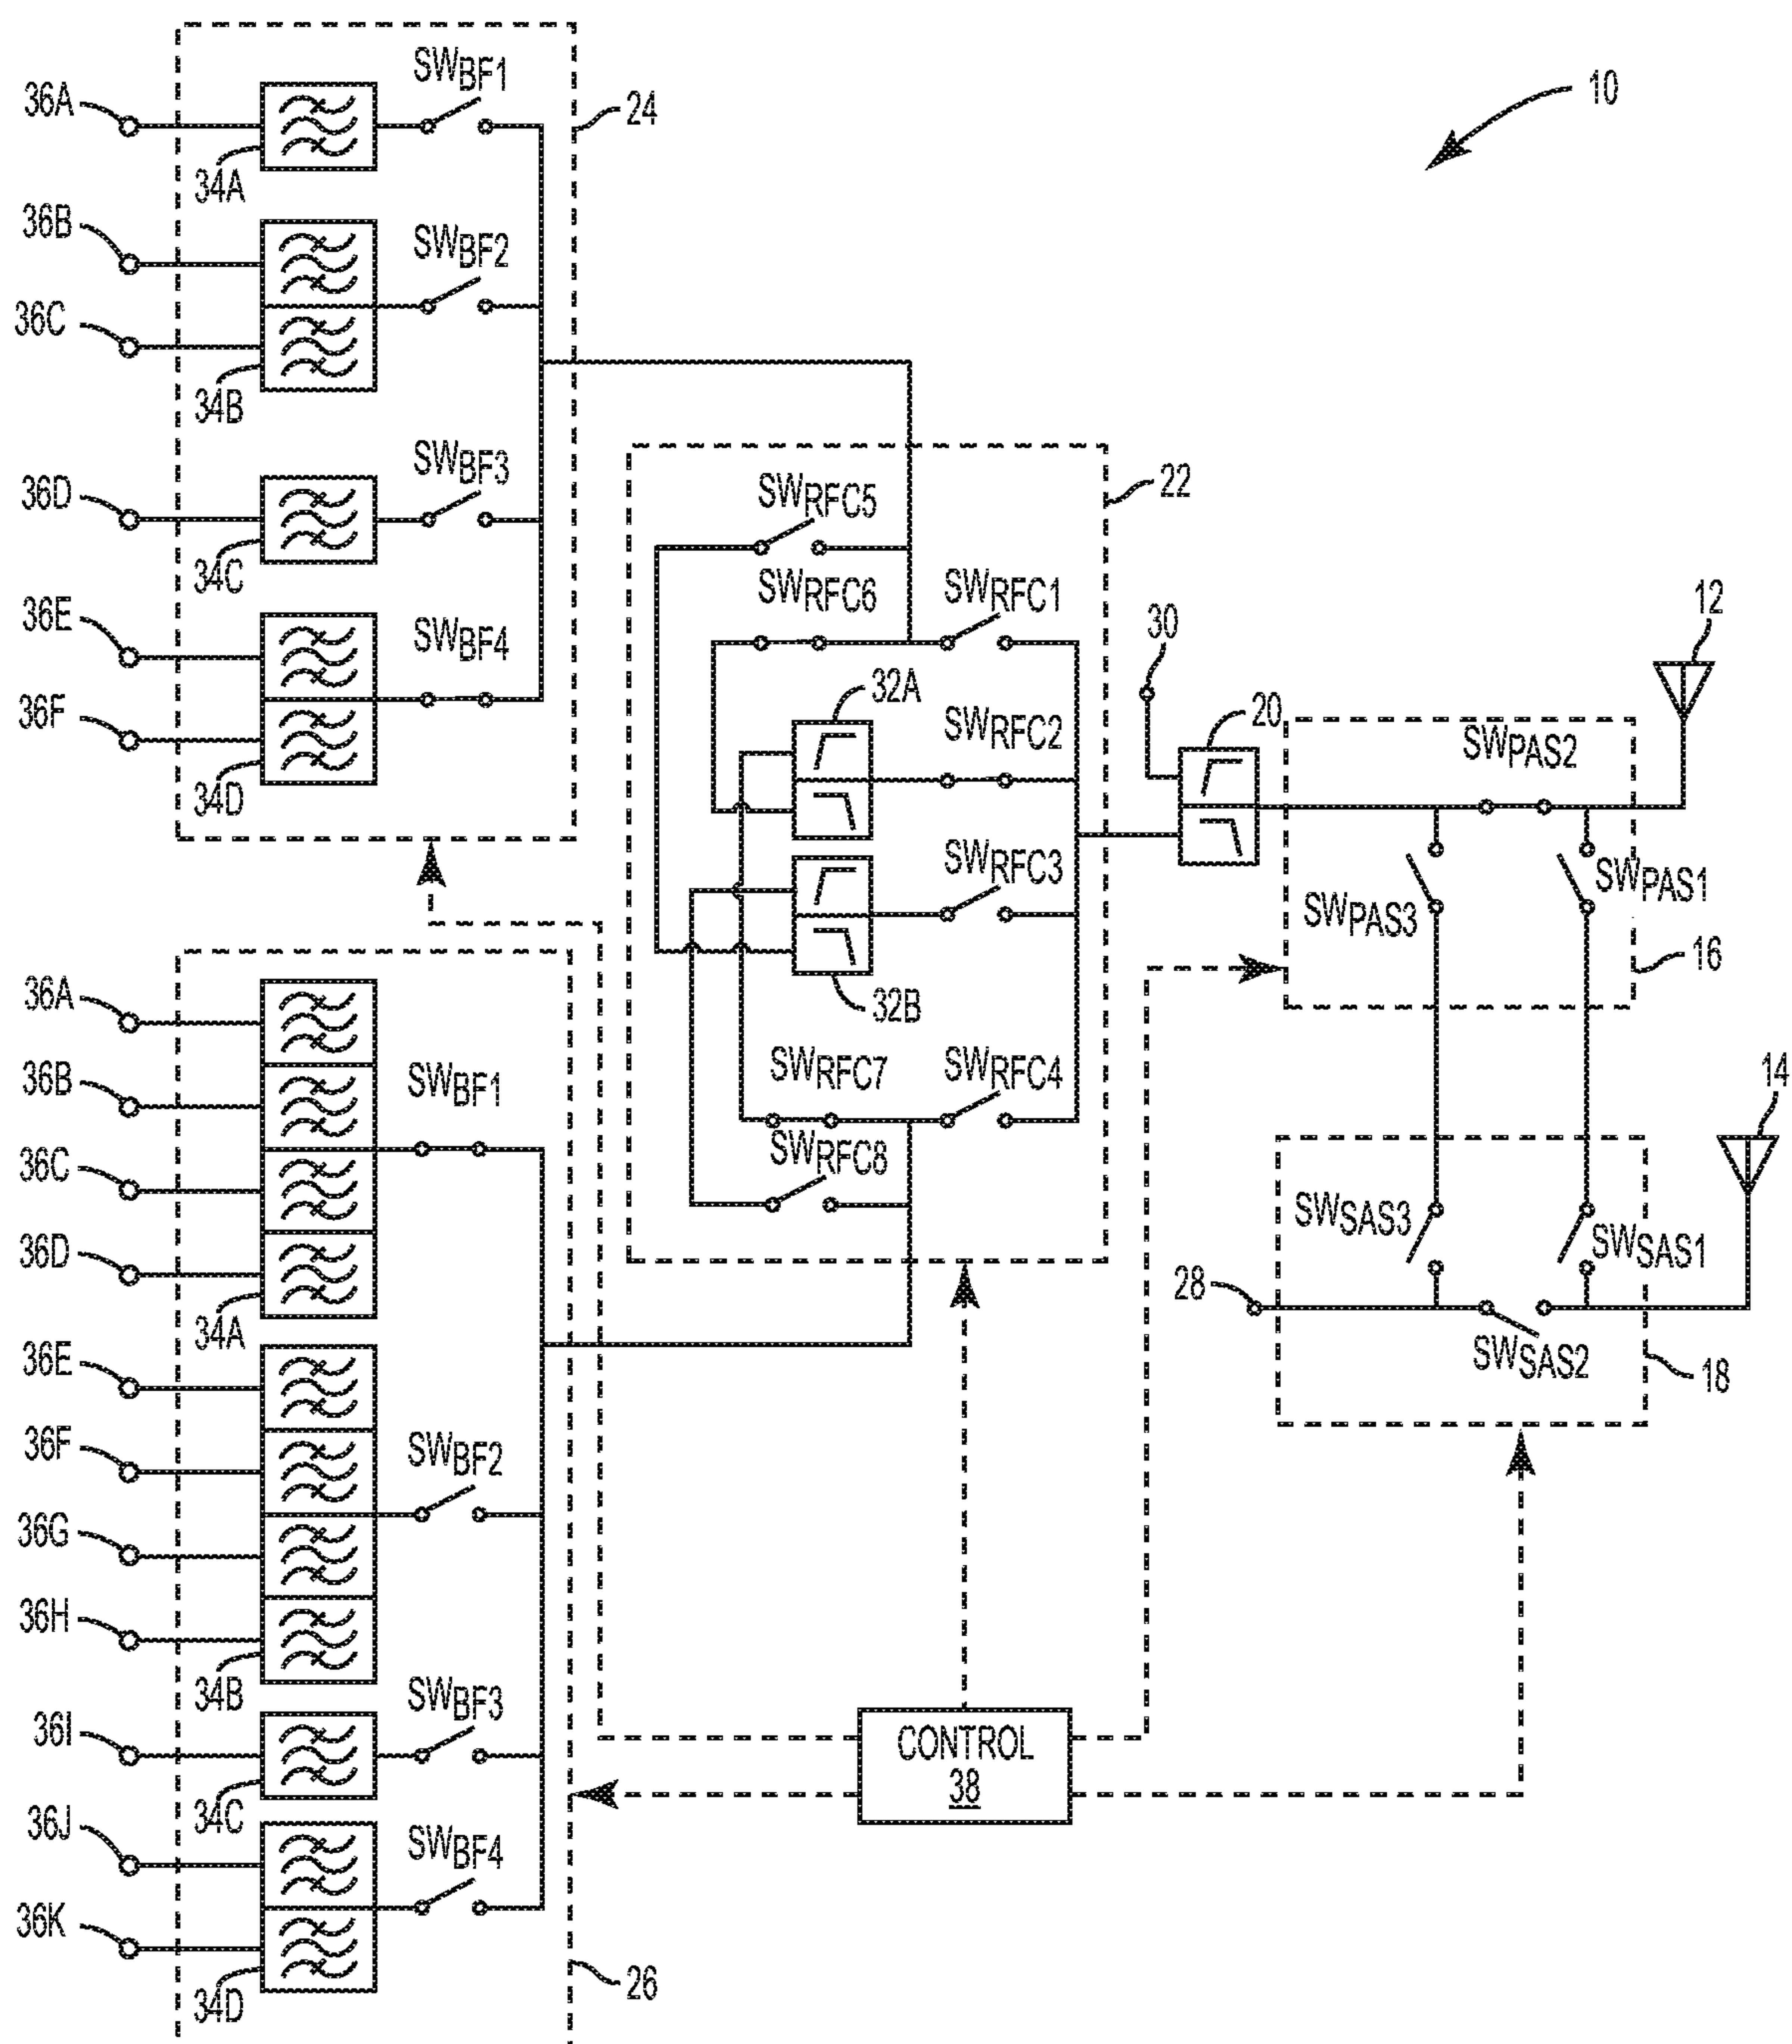 10
36A
SWBF1
24
34A
36B
SWBF2
36C
34B
36D
SWBF3
34C
36E
SWBF4
36F
34D
22
SWRFC5
SWRFC6
SWRFC1
32A
SWRFC2
SWRFC3
32B
SWRFC7
SWRFC4
SWRFC8
30
20
12
SWPAS2
SWPAS1
SWPAS3
16
14
SWSAS3
SWSAS1
28
SWSAS2
18
36A
36B
SWBF1
36C
36D
34A
36E
36F
SWBF2
36G
36H
34B
36I
SWBF3
34C
36J
SWBF4
36K
34D
26
CONTROL
38